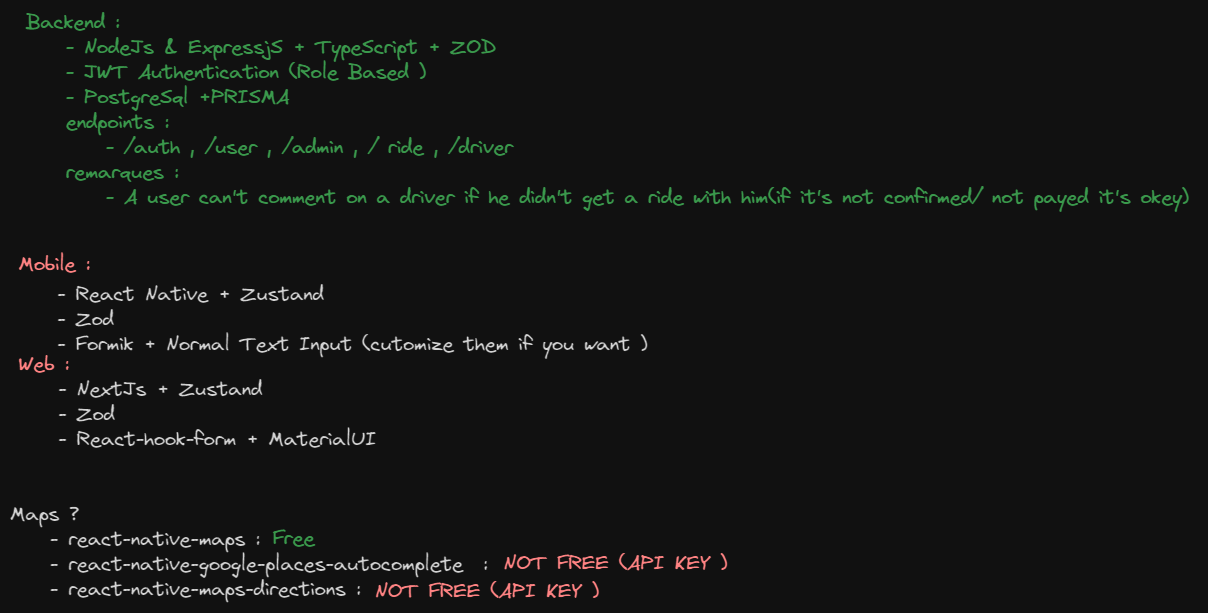 Backend :
- NodeJs & ExpressjS + TypeScript + ZOD
- JWT Authentication (Role Based )
- PostgreSql +PRISMA
endpoints :
- /auth , /user , /admin , / ride , /driver
remarques :
- A user can't comment on a driver if he didn't get a ride with him(if it's not confirmed/ not payed it's okey)
Mobile :
- React Native + Zustand
- Zod
- Formik + Normal Text Input (cutomize them if you want )
Web :
- NextJs + Zustand
- Zod
- React-hook-form + MaterialUI
Maps ?
- react-native-maps : Free
- react-native-google-places-autocomplete : NOT FREE (API KEY )
- react-native-maps-directions : NOT FREE (API KEY )